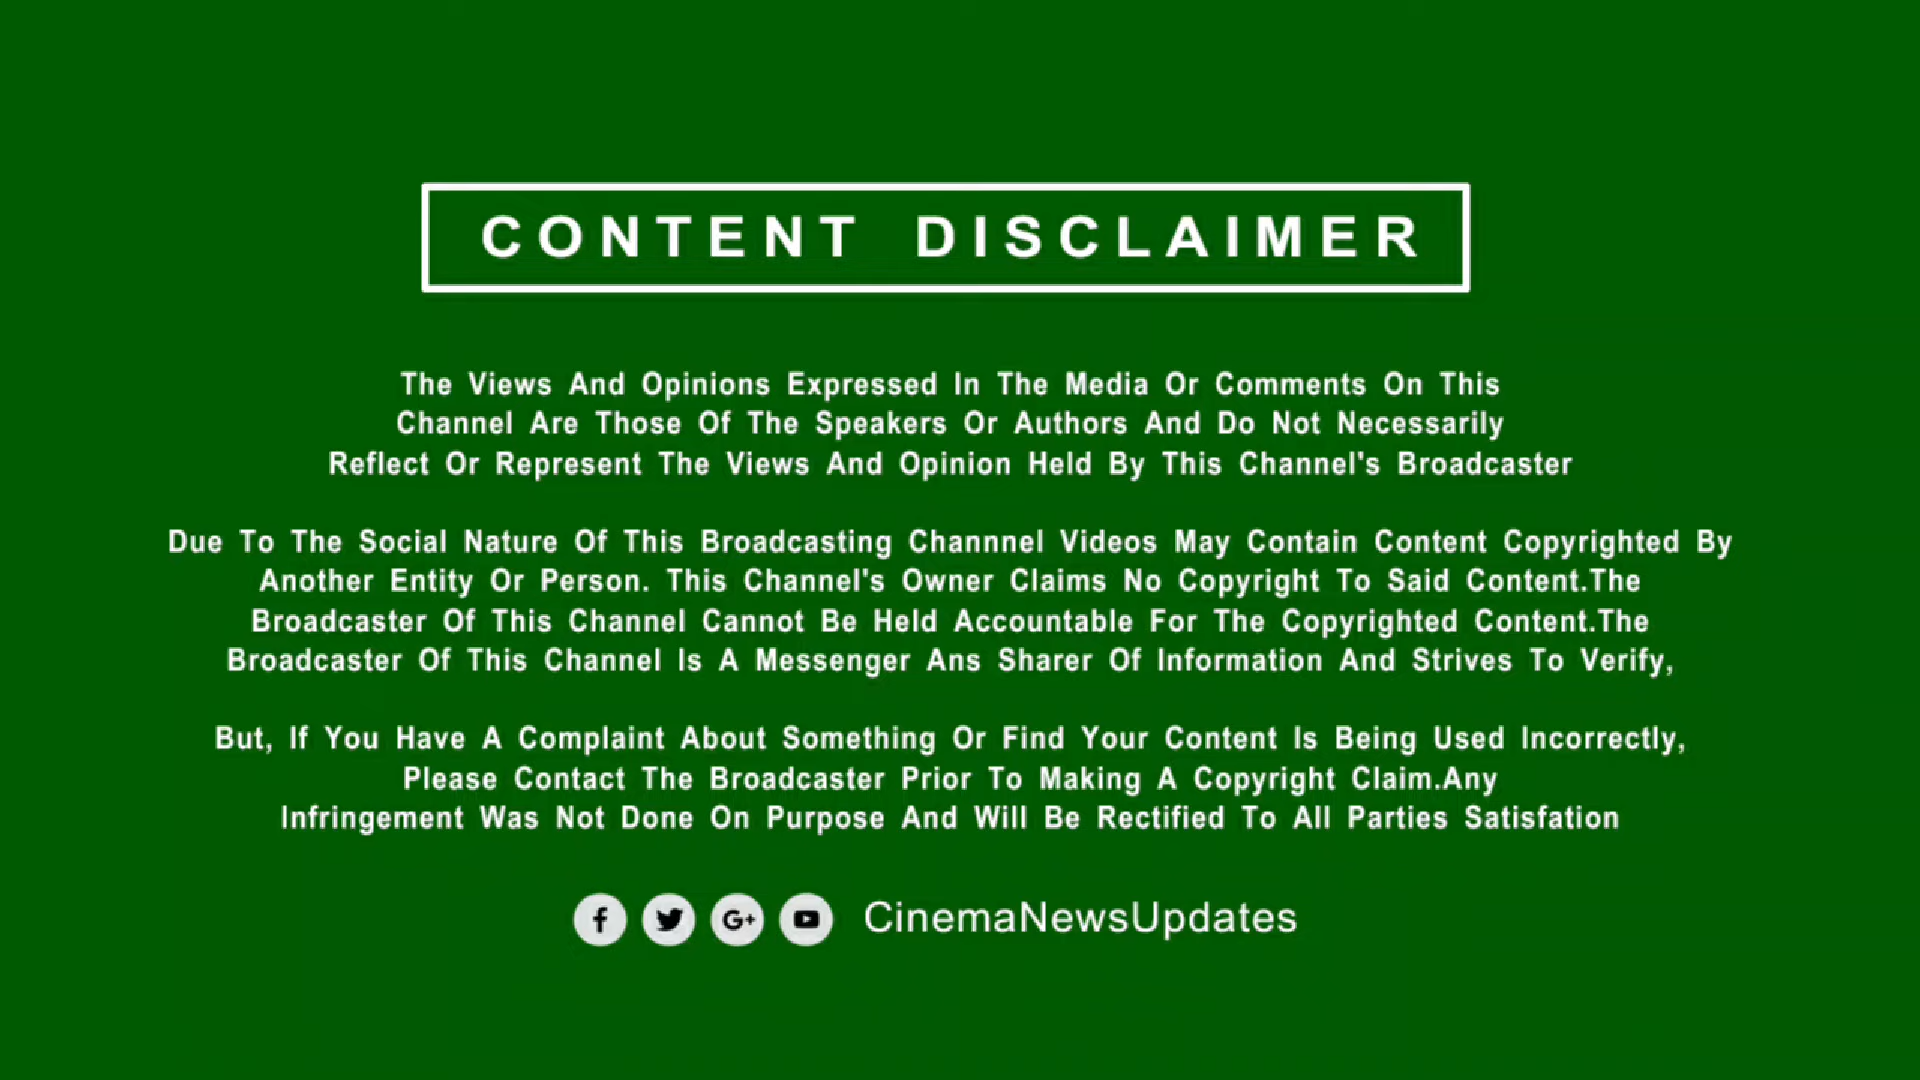 CONTENT DISCLAIMER
The Views And Opinions Expressed In The Media Or Comments On This
Channel Are Those Of The Speakers Or Authors And Do Not Necessarily
Reflect Or Represent The Views And Opinion Held By This Channel's Broadcaster
Due To The Social Nature Of This Broadcasting Channnel Videos May Contain Content Copyrighted By
Another Entity Or Person. This Channel's Owner Claims No Copyright To Said Content.The
Broadcaster Of This Channel Cannot Be Held Accountable For The Copyrighted Content.The
Broadcaster Of This Channel Is A Messenger Ans Sharer Of Information And Strives To Verify,
But, If You Have A Complaint About Something Or Find Your Content Is Being Used Incorrectly,
Please Contact The Broadcaster Prior To Making A Copyright Claim.Any
Infringement Was Not Done On Purpose And Will Be Rectified To All Parties Satisfation
f G+ CinemaNewsUpdates